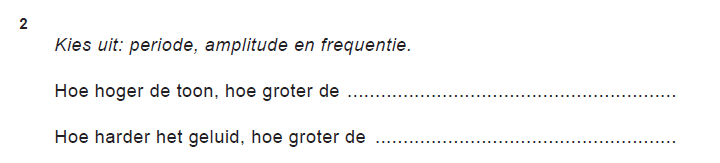 2
Kies uit: periode, amplitude en frequentie.
Hoe hoger de toon, hoe groter de ............................................................
Hoe harder het geluid, hoe groter de .......................................................